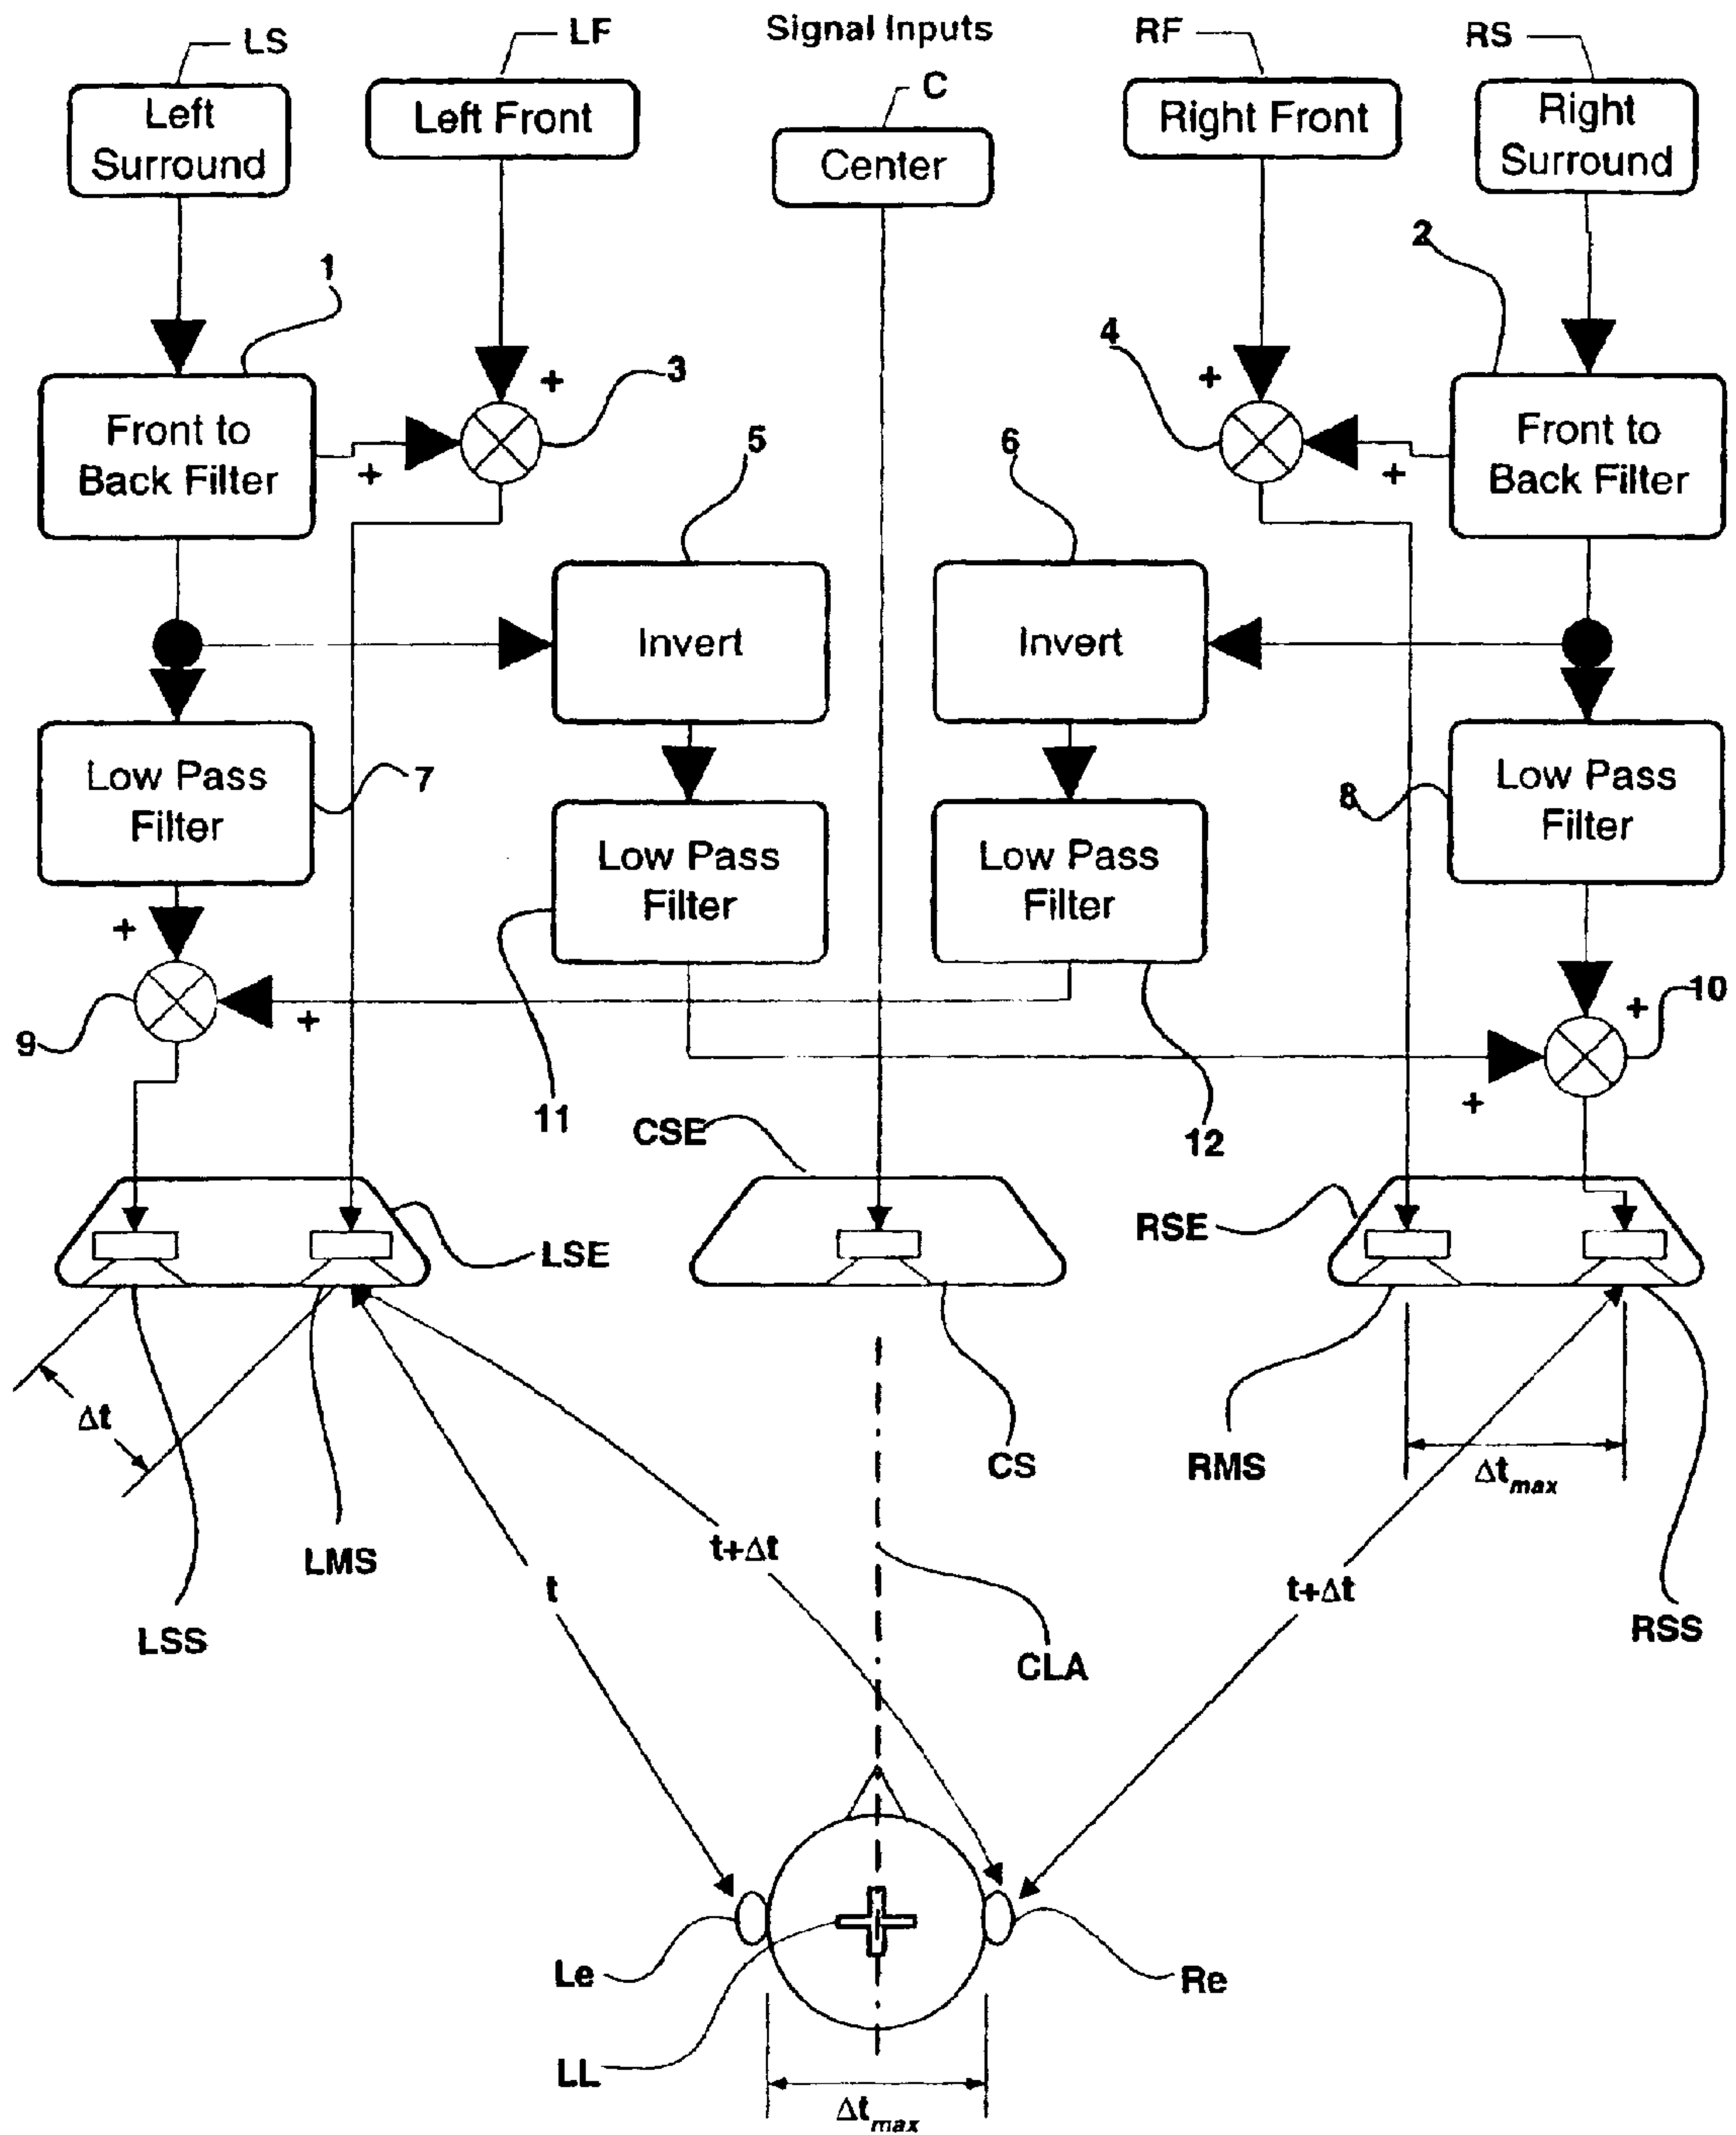 LS
LF
Signal Inputs
RF
RS
C
Left
Surround
Left Front
Center
Right Front
Right
Surround
1
2
3
4
+
+
+
+
Front to
Back Filter
Front to
Back Filter
5
6
Invert
Invert
Low Pass
Filter
7
8
Low Pass
Filter
Low Pass
Filter
Low Pass
Filter
+
9
+
+
10
+
11
12
CSE
LSE
RSE
Δt
CS
RMS
Δtmax
LMS
t+Δt
t
t+Δt
LSS
CLA
RSS
Le
Re
LL
Δtmax